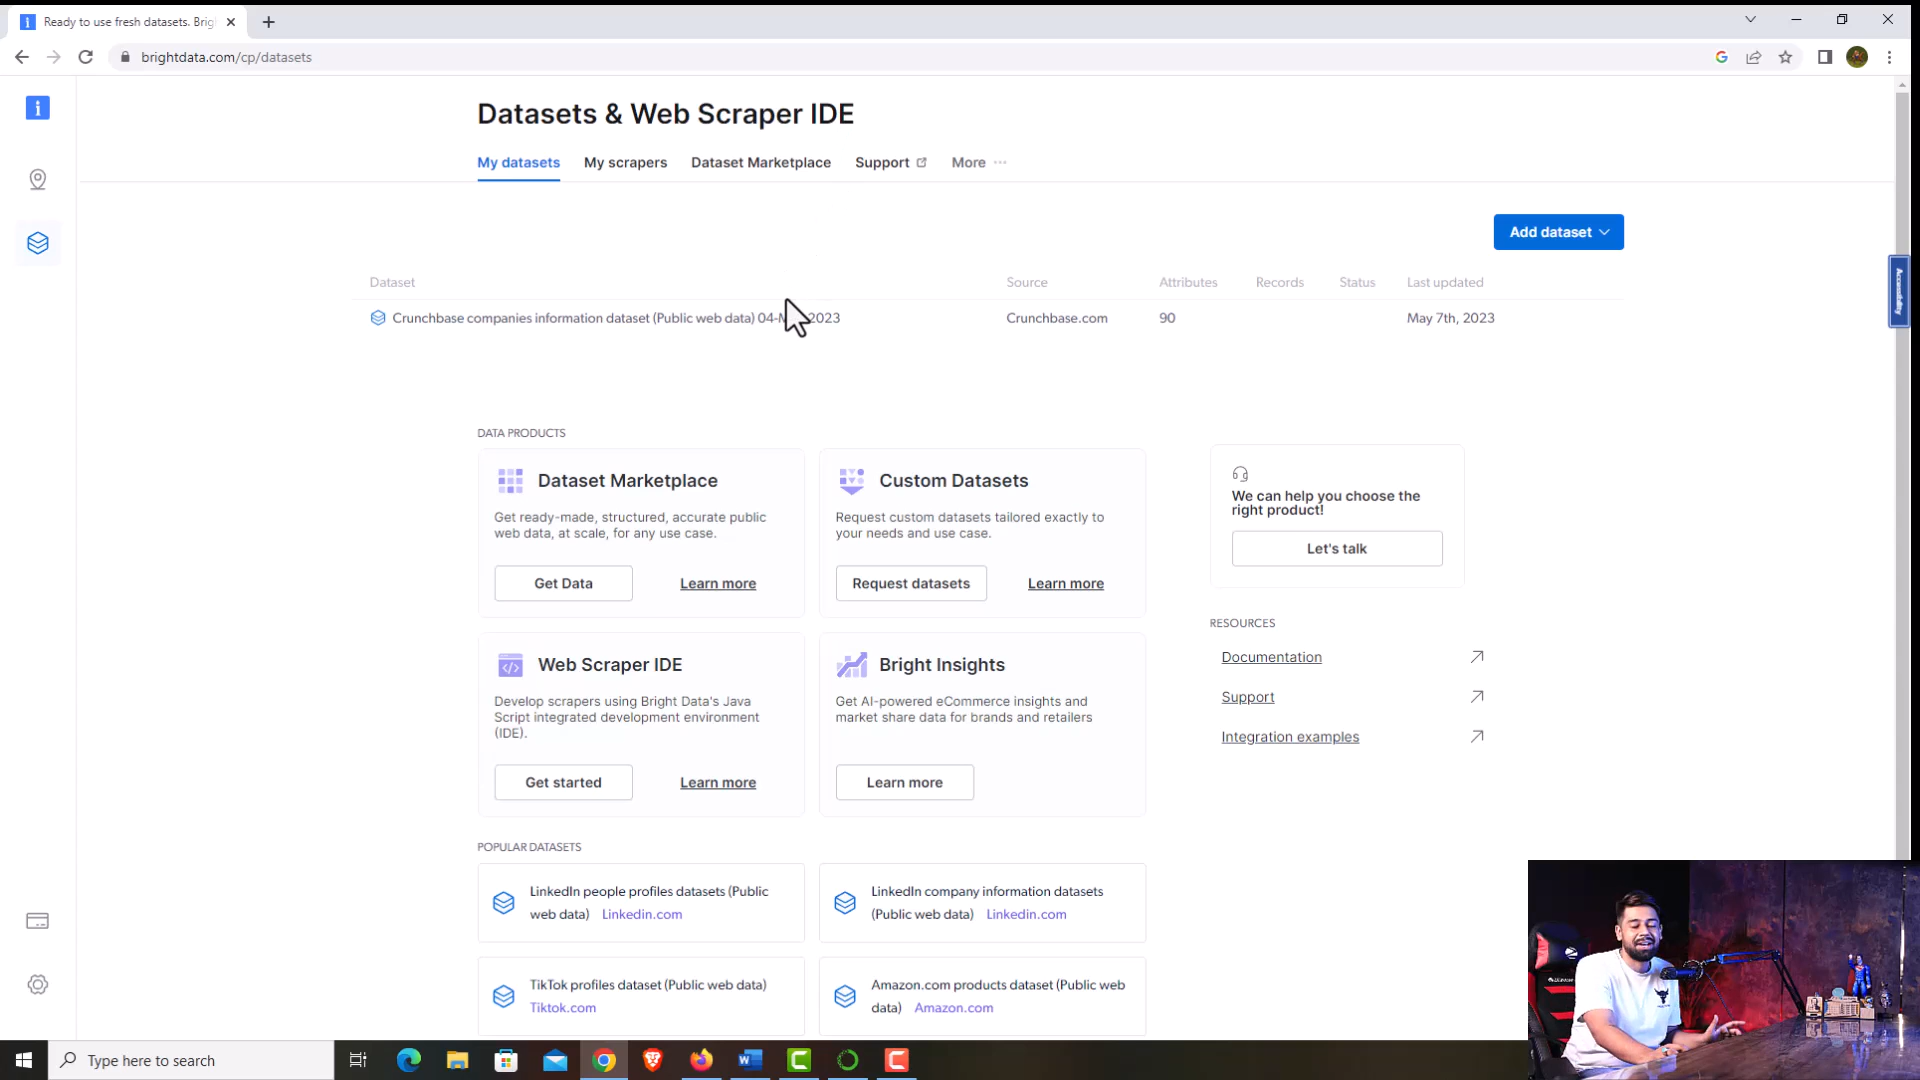 Ready to use fresh datasets. Brig
brightdata.com/cp/datasets
Datasets & Web Scraper IDE
My datasets My scrapers Dataset Marketplace Support More
Add dataset
Dataset Source Attributes Records Status Last updated
Crunchbase companies information dataset (Public web data) 04- 2023 Crunchbase.com 90 May 7th, 2023
Accessibility
DATA PRODUCTS
Dataset Marketplace
Get ready-made, structured, accurate public
web data, at scale, for any use case.
Get Data Learn more
Custom Datasets
Request custom datasets tailored exactly to
your needs and use case.
Request datasets Learn more
We can help you choose the
right product!
Let's talk
Web Scraper IDE
Develop scrapers using Bright Data's Java
Script integrated development environment
(IDE).
Get started Learn more
Bright Insights
Get AI-powered eCommerce insights and
market share data for brands and retailers
Learn more
RESOURCES
Documentation
Support
Integration examples
POPULAR DATASETS
LinkedIn people profiles datasets (Public
web data) Linkedin.com
LinkedIn company information datasets
(Public web data) Linkedin.com
TikTok profiles dataset (Public web data)
Tiktok.com
Amazon.com products dataset (Public web
data) Amazon.com
Type here to search